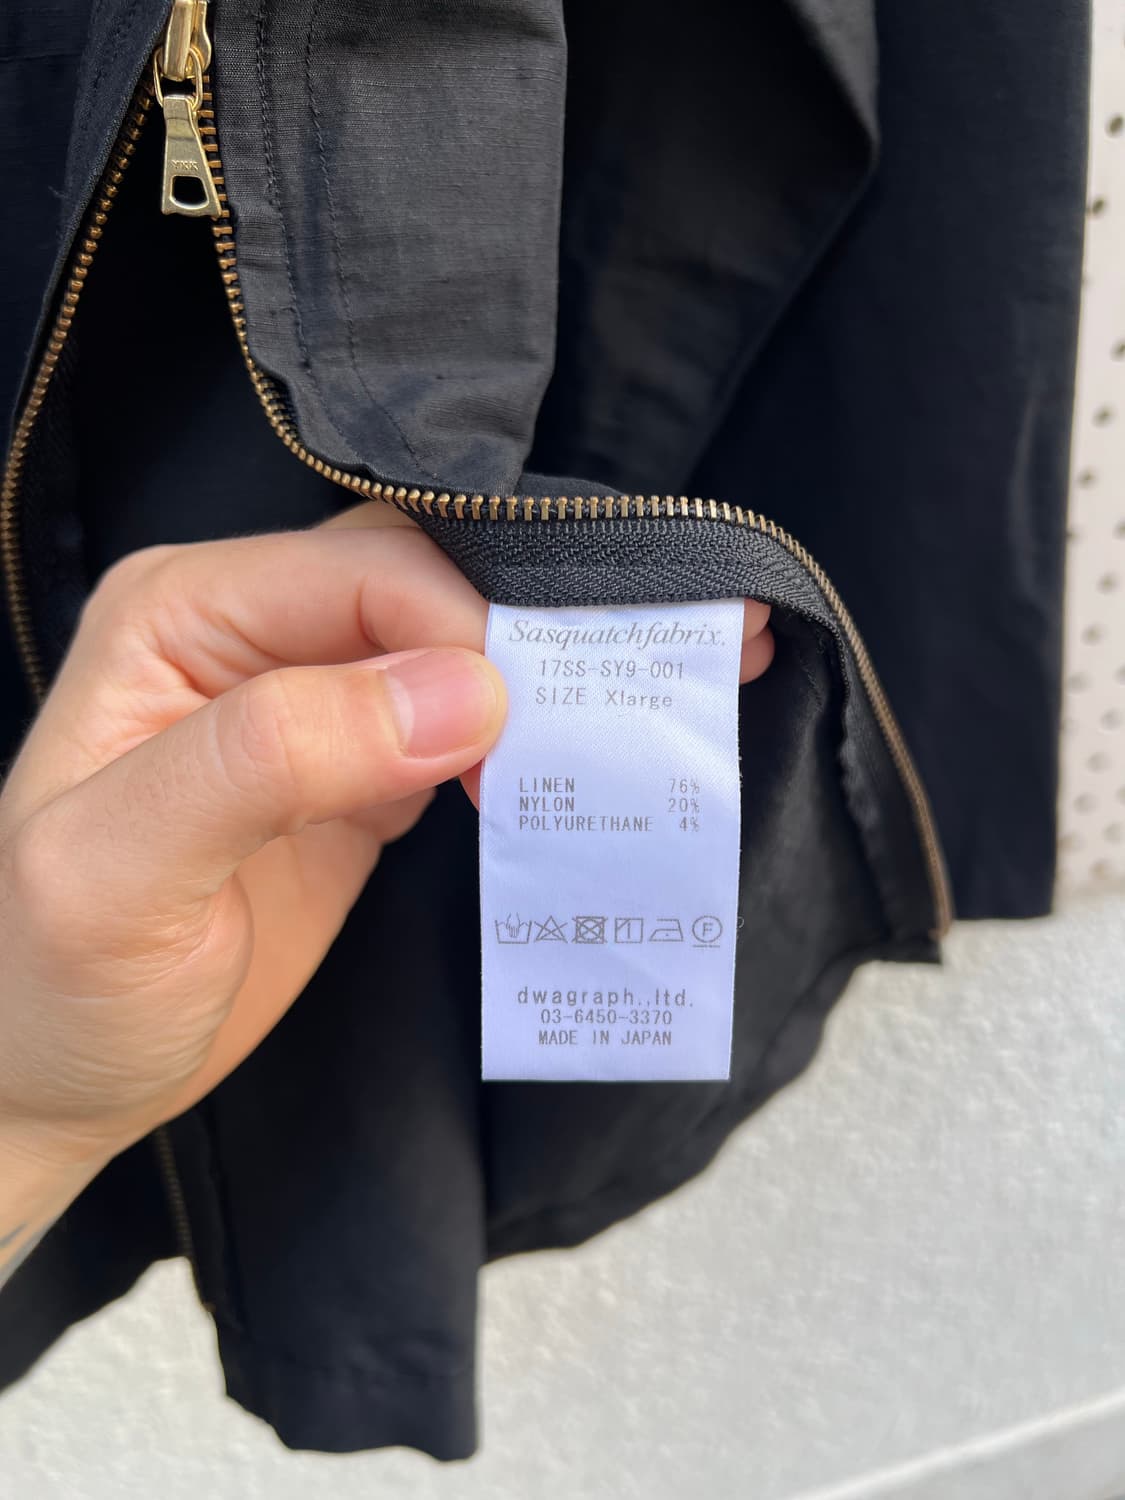 YKK
Sasquatchfabrix.
17SS-SY9-001
SIZE Xlarge
LINEN 76%
NYLON 20%
POLYURETHANE 4%
F
dwagraph.,ltd.
03-6450-3370
MADE IN JAPAN